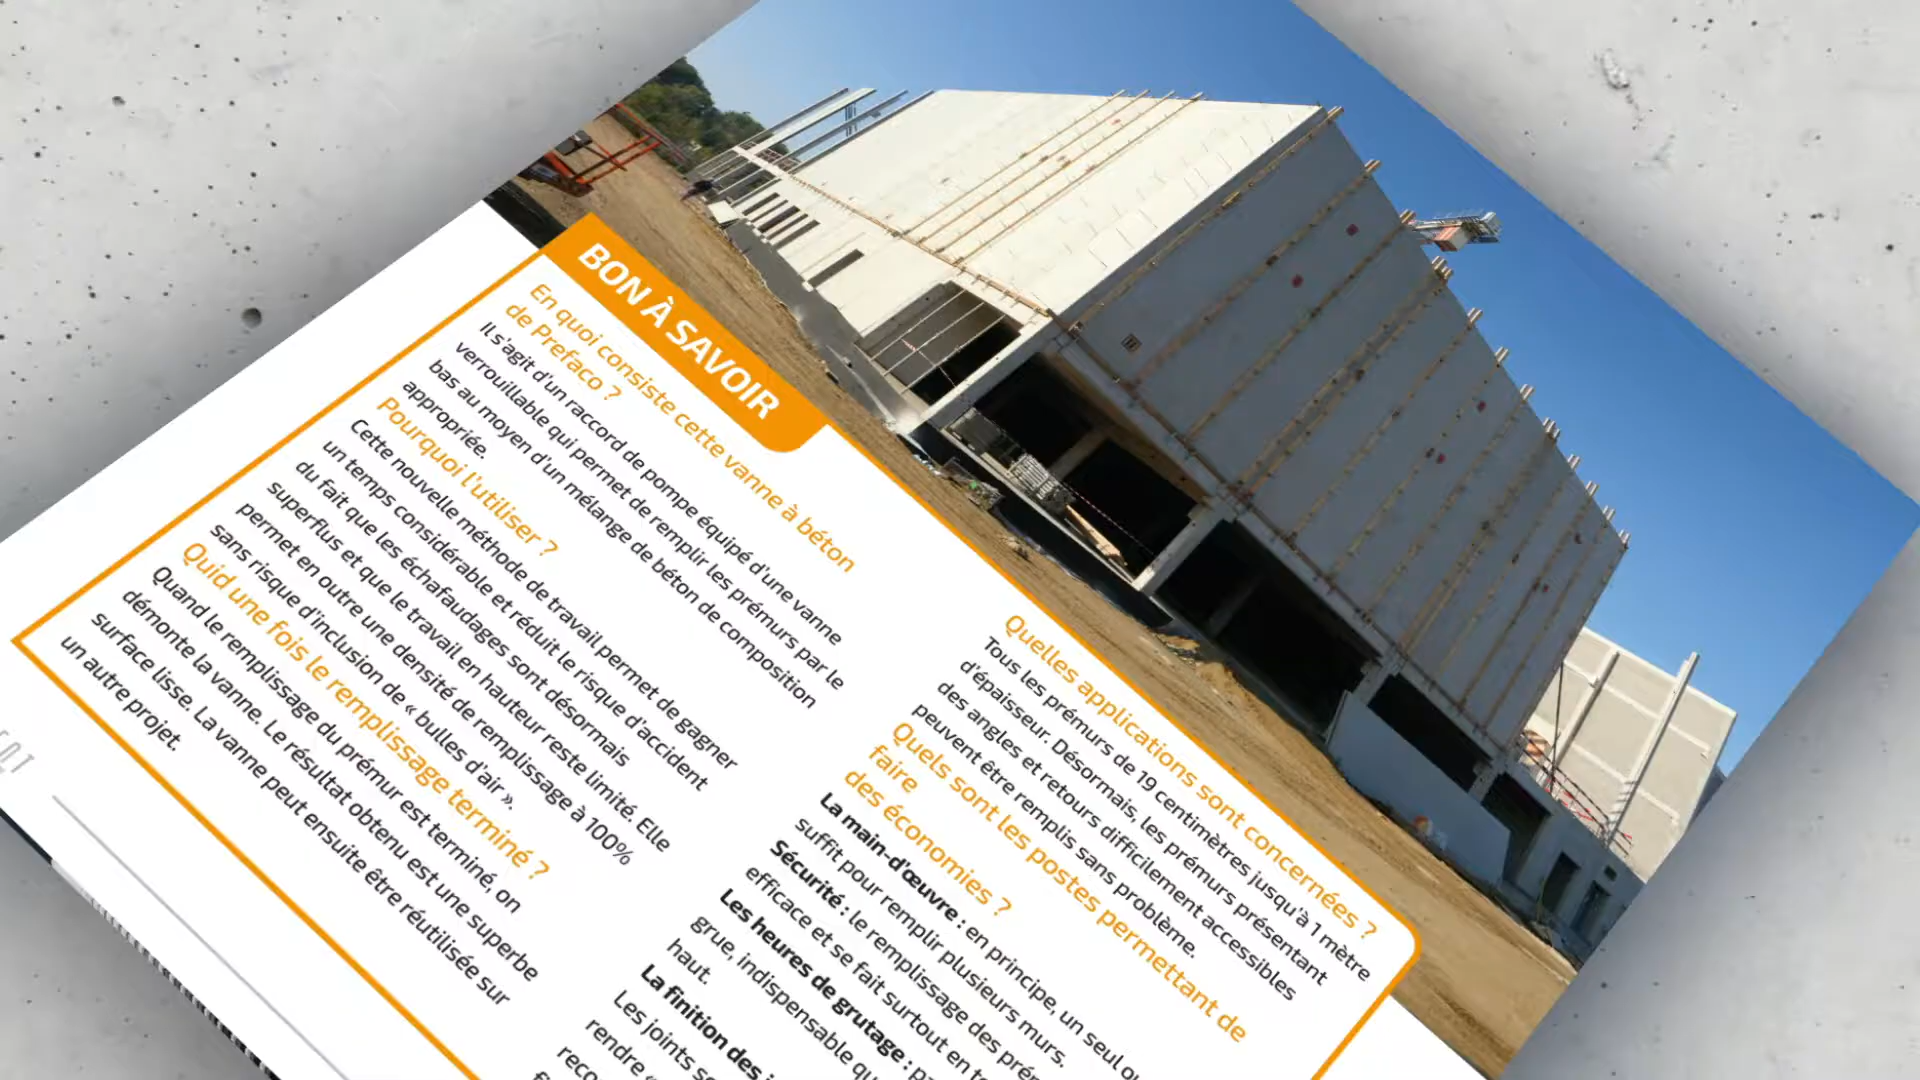 BON À SAVOIR
En quoi consiste cette vanne à béton
de Prefaco ?
Il s'agit d'un raccord de pompe équipé d'une vanne
verrouillable qui permet de remplir les prémurs par le
bas au moyen d'un mélange de béton de composition
appropriée.
Pourquoi l'utiliser ?
Cette nouvelle méthode de travail permet de gagner
un temps considérable et réduit le risque d'accident
du fait que les échafaudages sont désormais
superflus et que le travail en hauteur reste limité. Elle
permet en outre une densité de remplissage à 100%
sans risque d'inclusion de « bulles d'air ».
Quid une fois le remplissage terminé ?
Quand le remplissage du prémur est terminé, on
démonte la vanne. Le résultat obtenu est une superbe
surface lisse. La vanne peut ensuite être réutilisée sur
un autre projet.
Quelles applications sont concernées ?
Tous les prémurs de 19 centimètres jusqu'à 1 mètre
d'épaisseur. Désormais, les prémurs présentant
des angles et retours difficilement accessibles
peuvent être remplis sans problème.
Quels sont les postes permettant de
faire
des économies ?
La main-d'œuvre : en principe, un seul
suffit pour remplir plusieurs murs.
Sécurité : le remplissage des
efficace et se fait surtout en
Les heures de grutage :
grue, indispensable
haut.
La finition des
Les joints
rendre «